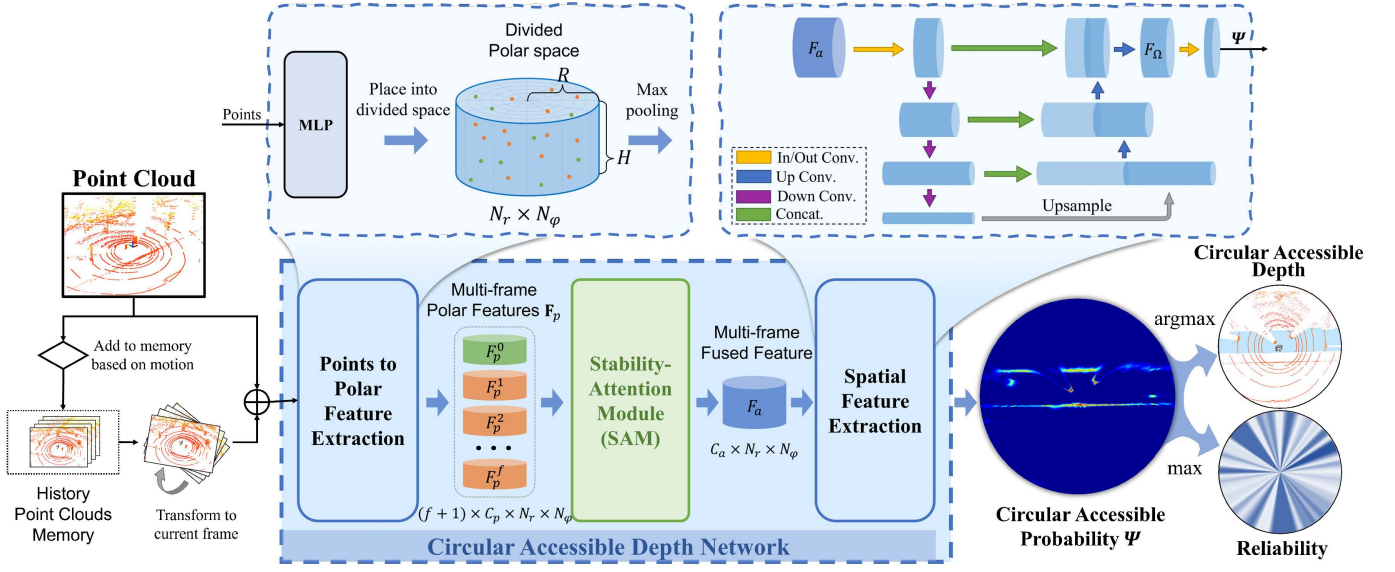 Points
MLP
Place into
divided space
Divided
Polar space
R
H
N_r × N_φ
Max
pooling
F_a
F_Ω
Ψ
In/Out Conv.
Up Conv.
Down Conv.
Concat.
Upsample
Point Cloud
Add to memory
based on motion
History
Point Clouds
Memory
Transform to
current frame
Points to
Polar
Feature
Extraction
Multi-frame
Polar Features F_p
F_p^0
F_p^1
F_p^2
• • •
F_p^f
(f + 1) × C_p × N_r × N_φ
Stability-
Attention
Module
(SAM)
Multi-frame
Fused Feature
F_a
C_a × N_r × N_φ
Spatial
Feature
Extraction
Circular Accessible Depth Network
Circular Accessible
Probability Ψ
argmax
max
Circular Accessible
Depth
Reliability